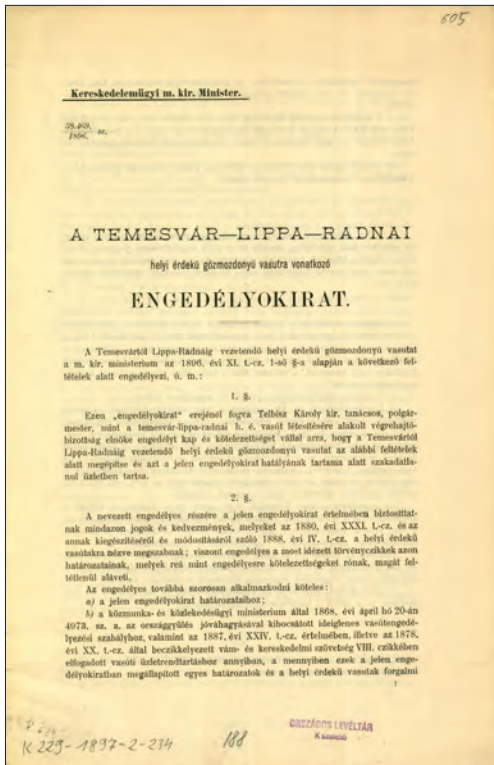 605
Kereskedelemügyi m. kir. Minister.
38.469.
1896. sz.
A TEMESVÁR—LIPPA—RADNAI
helyi érdekű gőzmozdonyú vasutra vonatkozó
ENGEDÉLYOKIRAT.
A Temesvártól Lippa-Radnáig vezetendő helyi érdekű gőzmozdonyú vasutat
a m. kir. ministerium az 1896. évi XI. t.-cz. 1-ső §-a alapján a következő fel-
tételek alatt engedélyezi, ú. m.:
1. §.
Ezen „engedélyokirat“ erejénél fogva Telbisz Károly kir. tanácsos, polgár-
mester, mint a temesvár-lippa-radnai h. é. vasút létesítésére alakult végrehajtó-
bizottság elnöke engedélyt kap és kötelezettséget vállal arra, hogy a Temesvártól
Lippa-Radnáig vezetendő helyi érdekű gőzmozdonyú vasutat az alábbi feltételek
alatt megépítse és azt a jelen engedélyokirat hatályának tartama alatt szakadatla-
nul üzletben tartsa.
2. §.
A nevezett engedélyes részére a jelen engedélyokirat értelmében biztosíttat-
nak mindazon jogok és kedvezmények, melyeket az 1880. évi XXXI. t.-cz. és az
annak kiegészítéséről és módosításáról szóló 1888. évi IV. t.-cz. a helyi érdekű
vasutakra nézve megszabnak; viszont engedélyes a most idézett törvényczikkek azon
határozatainak, melyek reá mint engedélyesre kötelezettségeket rónak, magát fel-
tétlenül aláveti.
Az engedélyes továbbá szorosan alkalmazkodni köteles:
a) a jelen engedélyokirat határozataihoz;
b) a közmunka- és közlekedésügyi ministerium által 1868. évi ápril hó 20-án
4973. sz. a. az országgyűlés jóváhagyásával kibocsátott ideiglenes vasútengedé-
lyezési szabályhoz, valamint az 1887. évi XXIV. t.-cz. értelmében, illetve az 1878.
évi XX. t.-cz. által beczikkelyezett vám- és kereskedelmi szövetség VIII. czikkében
elfogadott vasúti üzletrendtartáshoz annyiban, a mennyiben ezek a jelen enge-
délyokiratban megállapított egyes határozatok és a helyi érdekű vasutak forgalmi
K 229-1897-2-234
188
ORSZÁGOS LEVÉLTÁR
K szekció